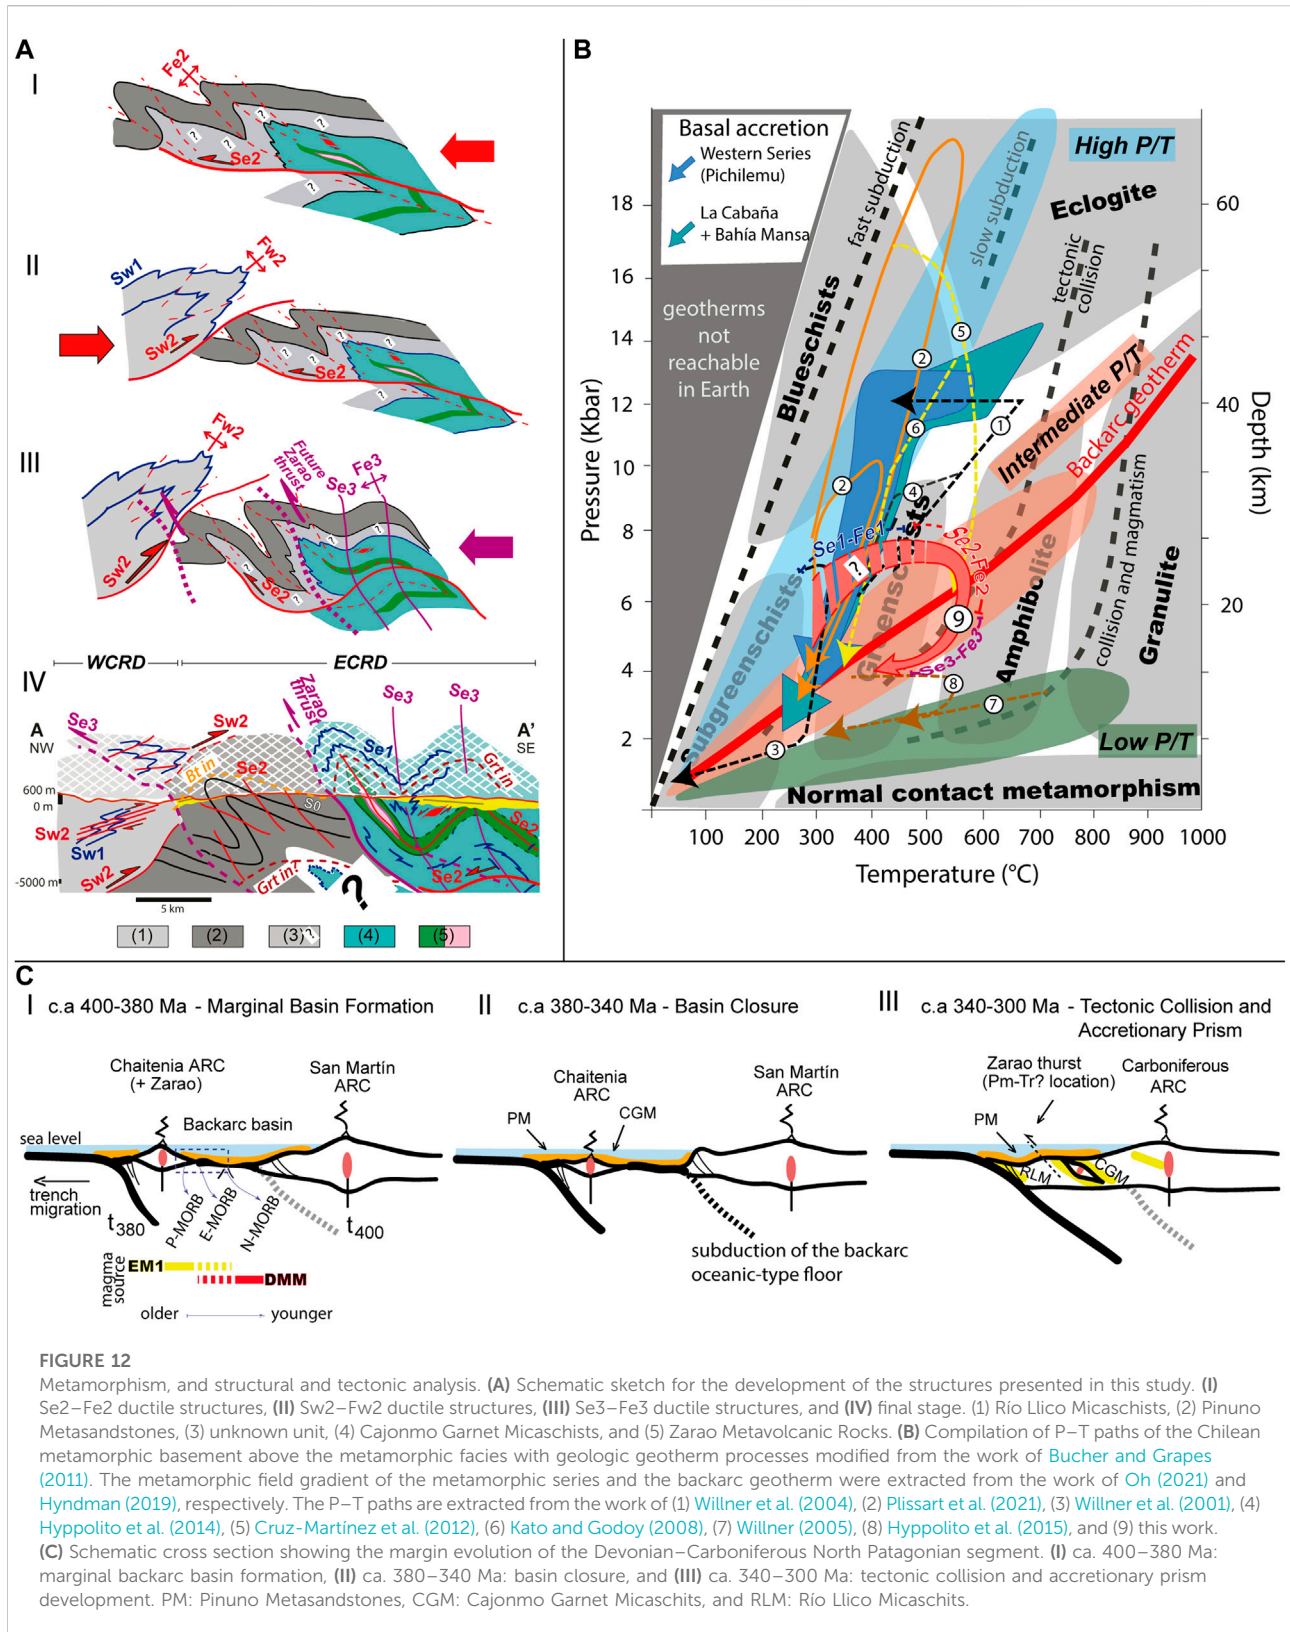 A
I
Fe2
?
?
?
Se2
?
II
Sw1
Fw2
Sw2
?
?
?
Se2
?
III
Fw2
Future
Zarao
thrust
Se3
Fe3
?
?
Sw2
Se2
?
WCRD
ECRD
IV
A
NW
Se3
Sw2
Zarao
thrust
Se3
Se3
A'
SE
Se1
Bt in
Se2
Grt in
600 m
0 m
S0
Sw2
Sw1
Se2
Sw2
Grt in?
?
Se2
-5000 m
5 km
(1)
(2)
(3)
?
(4)
(5)
B
Basal accretion
Western Series
(Pichilemu)
La Cabaña
+ Bahía Mansa
geotherms
not
reachable
in Earth
fast subduction
slow subduction
High P/T
Eclogite
tectonic
collision
Blueschists
Intermediate P/T
Backarc geotherm
collision and magmatism
Granulite
Amphibolite
Greenschists
Subgreenschists
Se1-Fe1
Se2-Fe2
Se3-Fe3
?
1
2
2
3
4
5
6
7
8
9
Low P/T
Normal contact metamorphism
Pressure (Kbar)
18
16
14
12
10
8
6
4
2
Depth (km)
60
40
20
100 200 300 400 500 600 700 800 900 1000
Temperature (°C)
C
I c.a 400-380 Ma - Marginal Basin Formation
Chaitenia ARC
(+ Zarao)
San Martín
ARC
Backarc basin
sea level
trench
migration
t380
P-MORB
E-MORB
N-MORB
t400
magma
source
EM1
DMM
older
younger
II c.a 380-340 Ma - Basin Closure
Chaitenia
ARC
San Martín
ARC
PM
CGM
subduction of the backarc
oceanic-type floor
III c.a 340-300 Ma - Tectonic Collision and
Accretionary Prism
Zarao thurst
(Pm-Tr? location)
Carboniferous
ARC
PM
RLM
CGM
FIGURE 12
Metamorphism, and structural and tectonic analysis. (A) Schematic sketch for the development of the structures presented in this study. (I)
Se2–Fe2 ductile structures, (II) Sw2–Fw2 ductile structures, (III) Se3–Fe3 ductile structures, and (IV) final stage. (1) Río Llico Micaschists, (2) Pinuno
Metasandstones, (3) unknown unit, (4) Cajonmo Garnet Micaschists, and (5) Zarao Metavolcanic Rocks. (B) Compilation of P–T paths of the Chilean
metamorphic basement above the metamorphic facies with geologic geotherm processes modified from the work of Bucher and Grapes
(2011). The metamorphic field gradient of the metamorphic series and the backarc geotherm were extracted from the work of Oh (2021) and
Hyndman (2019), respectively. The P–T paths are extracted from the work of (1) Willner et al. (2004), (2) Plissart et al. (2021), (3) Willner et al. (2001), (4)
Hyppolito et al. (2014), (5) Cruz-Martínez et al. (2012), (6) Kato and Godoy (2008), (7) Willner (2005), (8) Hyppolito et al. (2015), and (9) this work.
(C) Schematic cross section showing the margin evolution of the Devonian–Carboniferous North Patagonian segment. (I) ca. 400–380 Ma:
marginal backarc basin formation, (II) ca. 380–340 Ma: basin closure, and (III) ca. 340–300 Ma: tectonic collision and accretionary prism
development. PM: Pinuno Metasandstones, CGM: Cajonmo Garnet Micaschits, and RLM: Río Llico Micaschits.